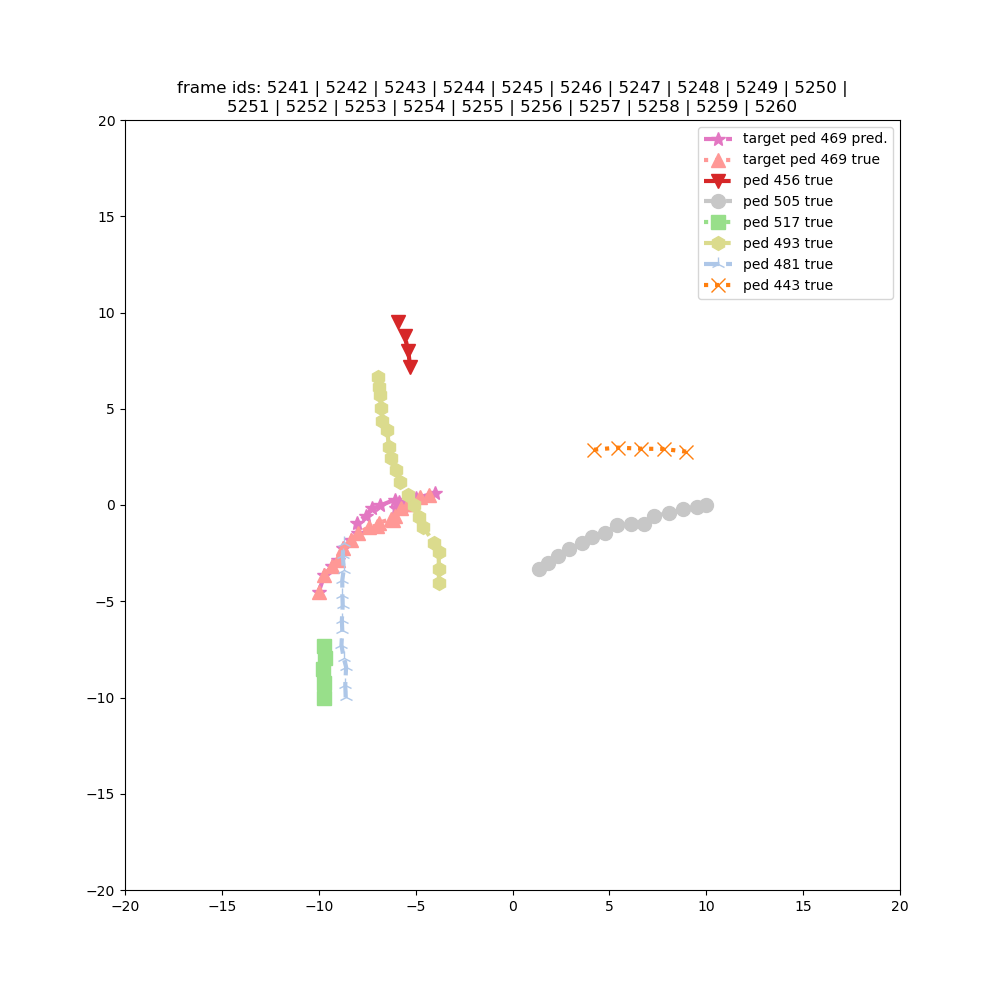 frame ids: 5241 | 5242 | 5243 | 5244 | 5245 | 5246 | 5247 | 5248 | 5249 | 5250 |
5251 | 5252 | 5253 | 5254 | 5255 | 5256 | 5257 | 5258 | 5259 | 5260
target ped 469 pred.
target ped 469 true
ped 456 true
ped 505 true
ped 517 true
ped 493 true
ped 481 true
ped 443 true
20
15
10
5
0
−5
−10
−15
−20
−20 −15 −10 −5 0 5 10 15 20